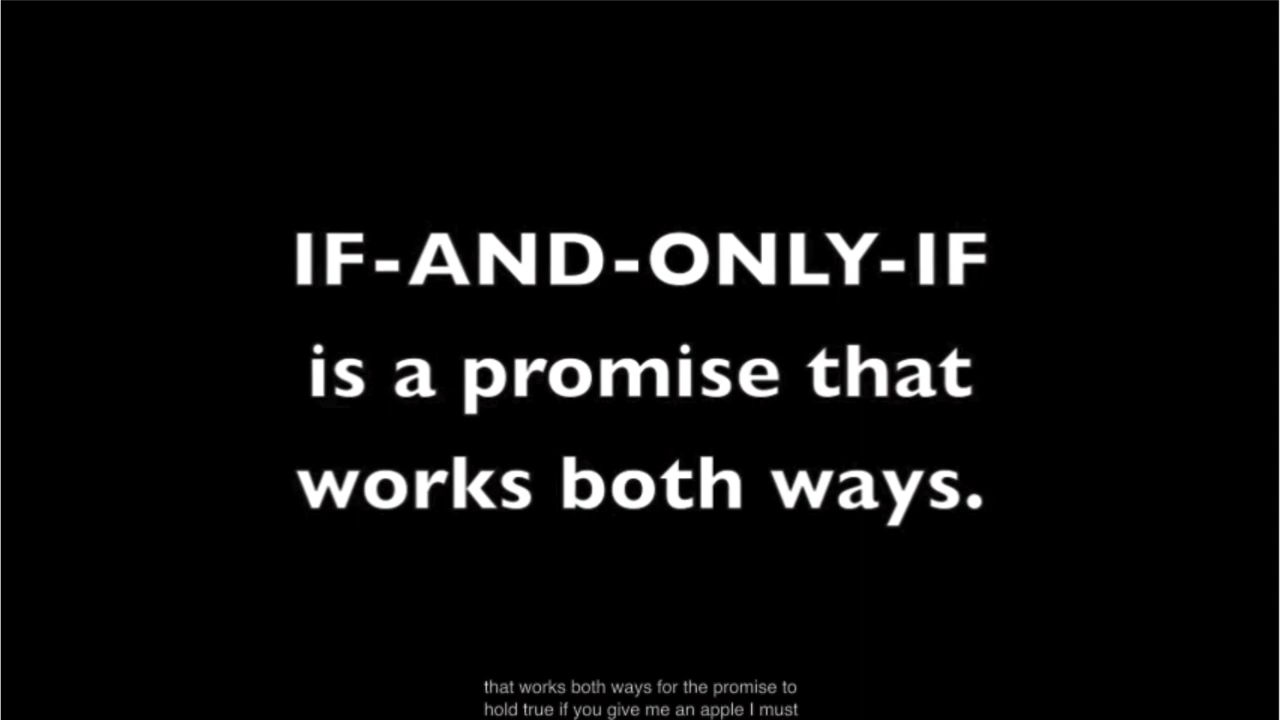 IF-AND-ONLY-IF
is a promise that
works both ways.
that works both ways for the promise to
hold true if you give me an apple I must